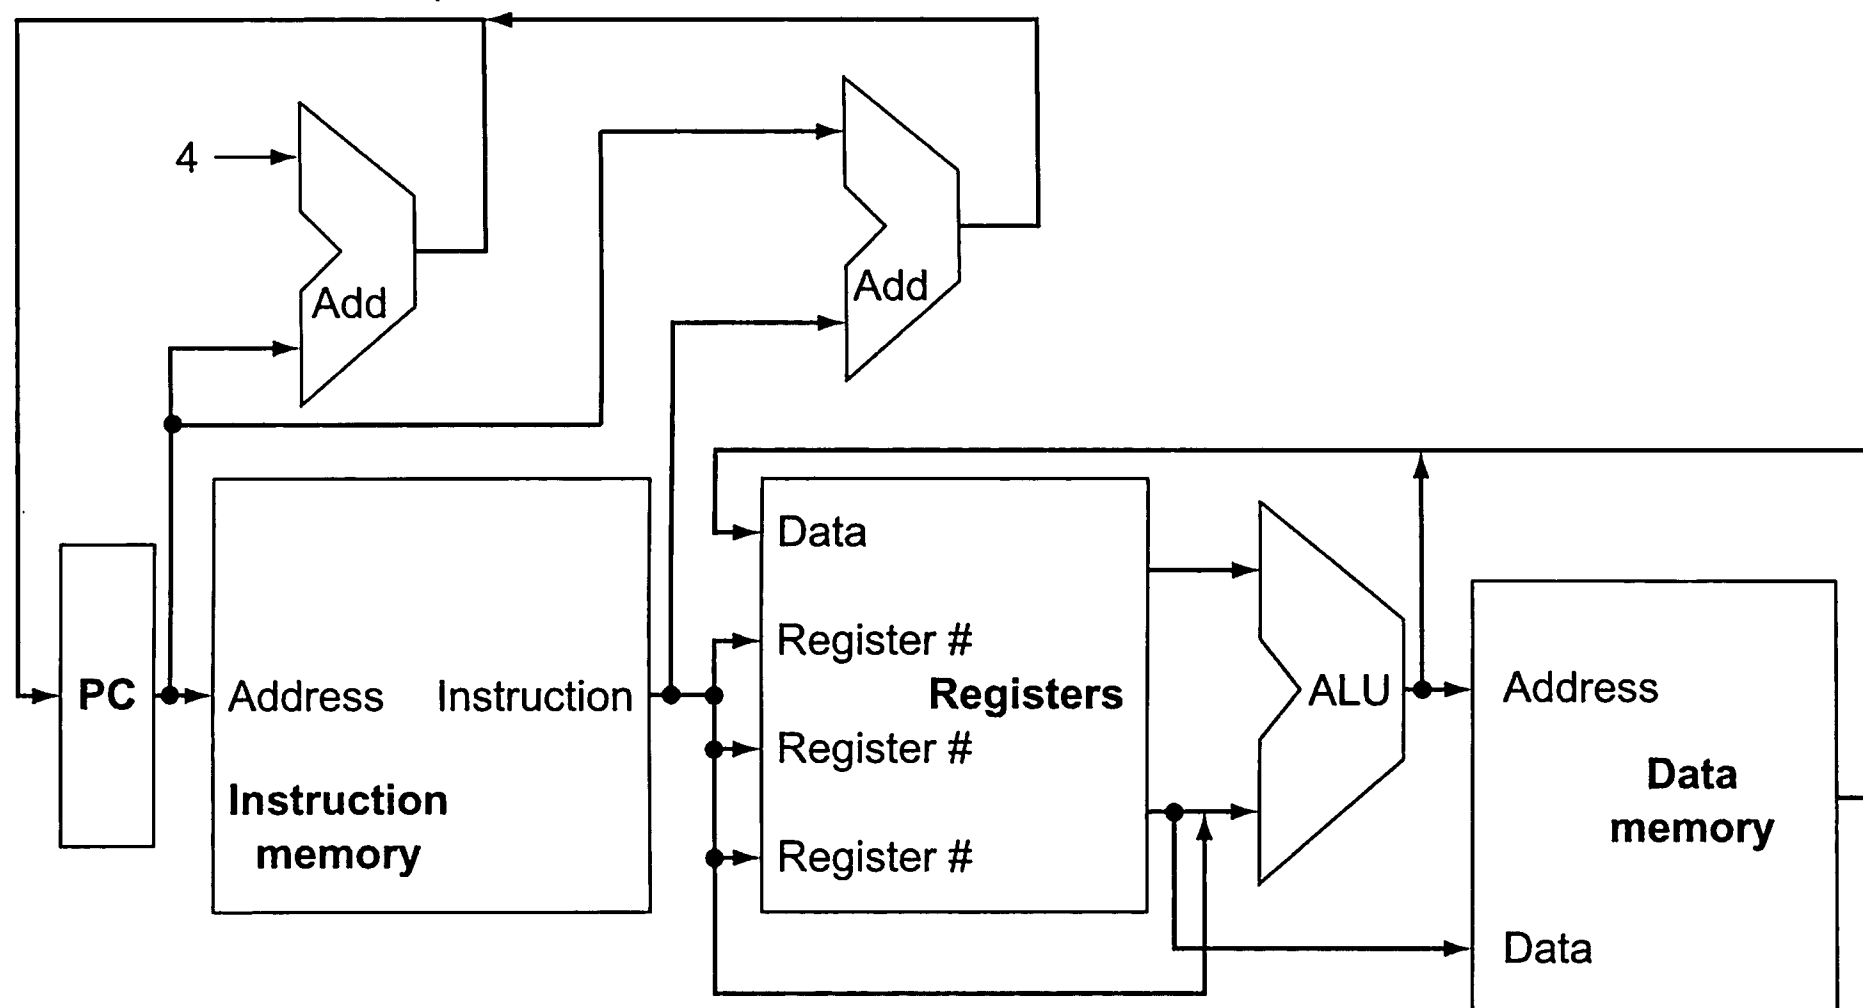 4
Add
Add
Data
Register #
PC
Address
Instruction
Registers
ALU
Address
Register #
Instruction
memory
Data
memory
Register #
Data